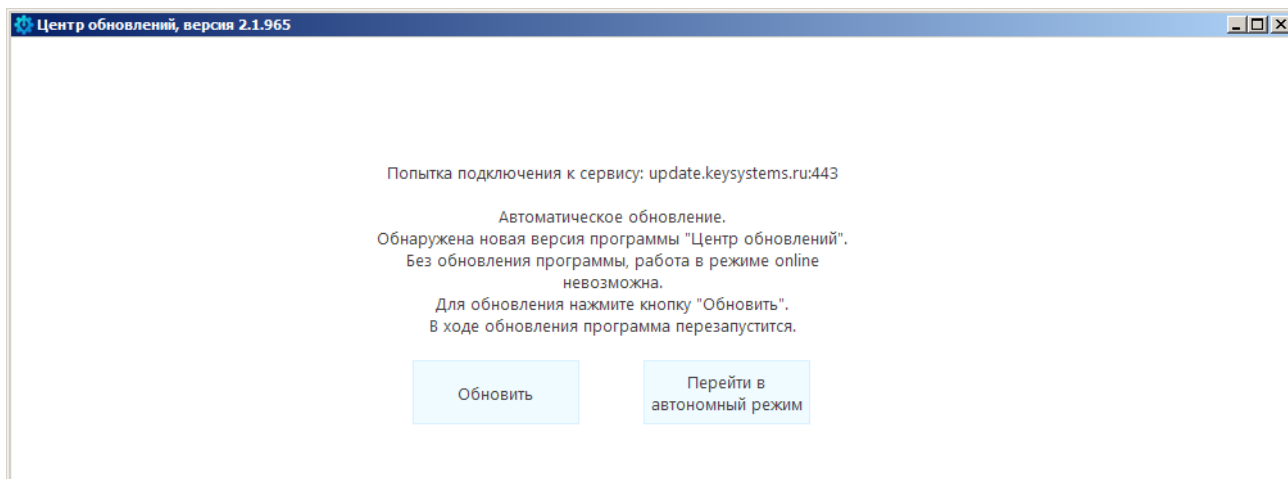 Центр обновлений, версия 2.1.965
Попытка подключения к сервису: update.keysystems.ru:443
Автоматическое обновление.
Обнаружена новая версия программы "Центр обновлений".
Без обновления программы, работа в режиме online
невозможна.
Для обновления нажмите кнопку "Обновить".
В ходе обновления программа перезапустится.
Обновить
Перейти в
автономный режим